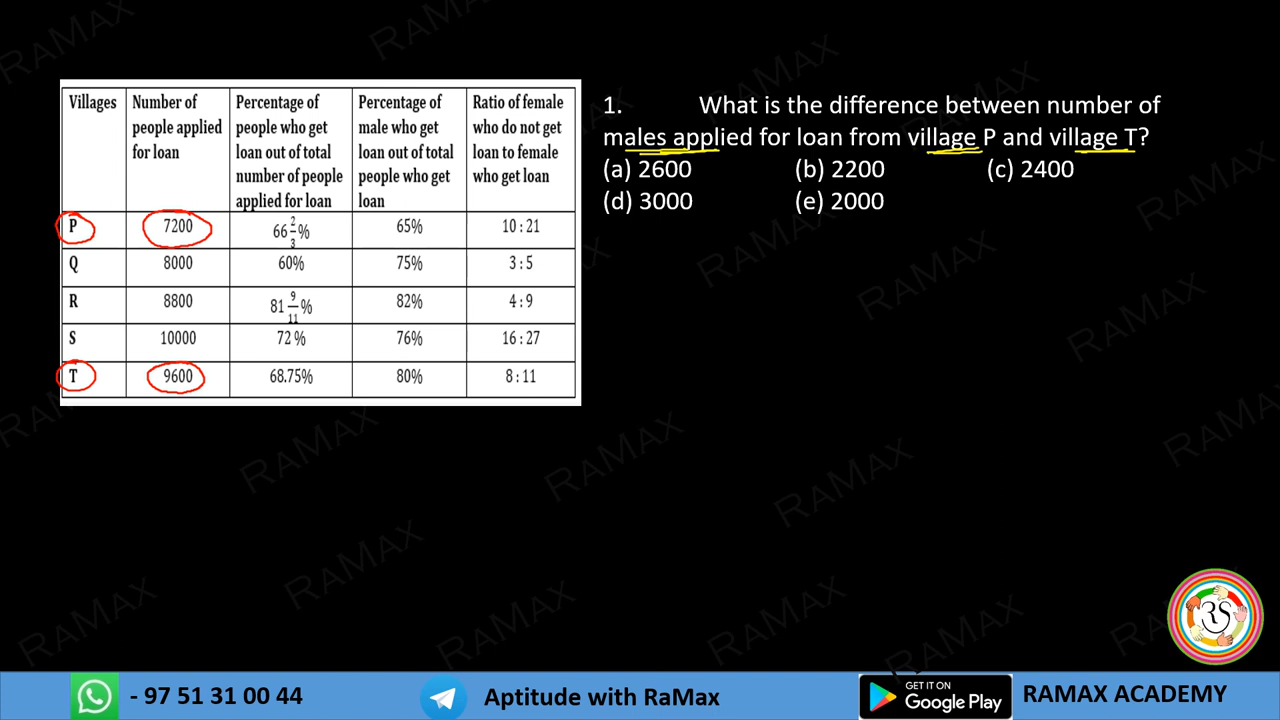 Villages Number of people applied for loan Percentage of people who get loan out of total number of people applied for loan Percentage of male who get loan out of total people who get loan Ratio of female who do not get loan to female who get loan
P 7200 66 2/3% 65% 10 : 21
Q 8000 60% 75% 3 : 5
R 8800 81 9/11% 82% 4 : 9
S 10000 72 % 76% 16 : 27
T 9600 68.75% 80% 8 : 11
1. What is the difference between number of
males applied for loan from village P and village T?
(a) 2600 (b) 2200 (c) 2400
(d) 3000 (e) 2000
RAMAX
- 97 51 31 00 44 Aptitude with RaMax GET IT ON Google Play RAMAX ACADEMY